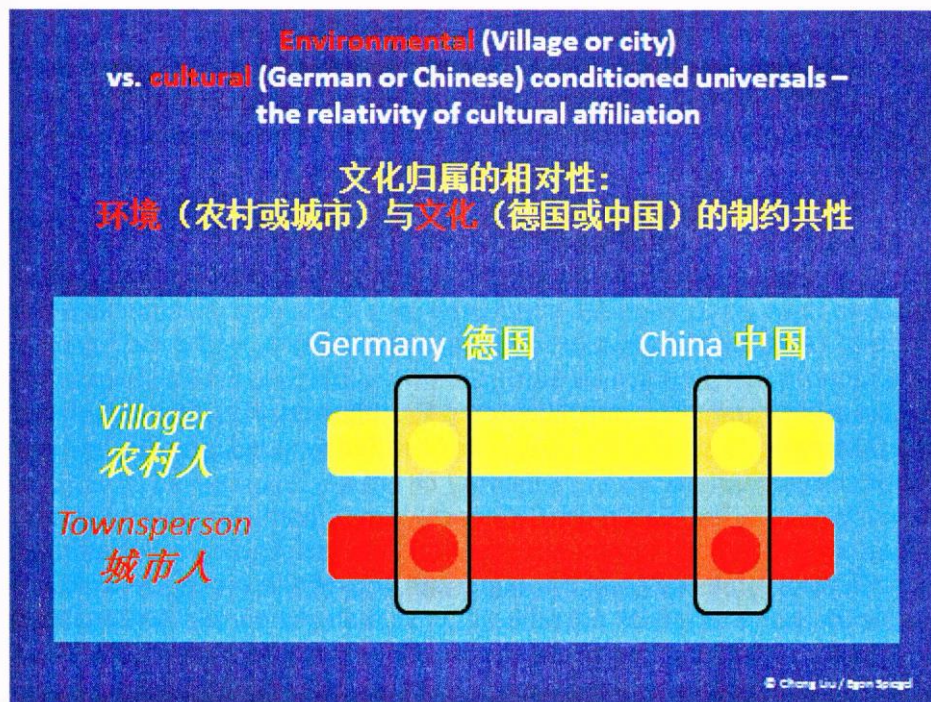 Environmental (Village or city)
vs. cultural (German or Chinese) conditioned universals –
the relativity of cultural affiliation
文化归属的相对性：
环境（农村或城市）与文化（德国或中国）的制约共性
Germany 德国 China 中国
Villager
农村人
Townsperson
城市人
© Chong Liu / Egon Spiegel